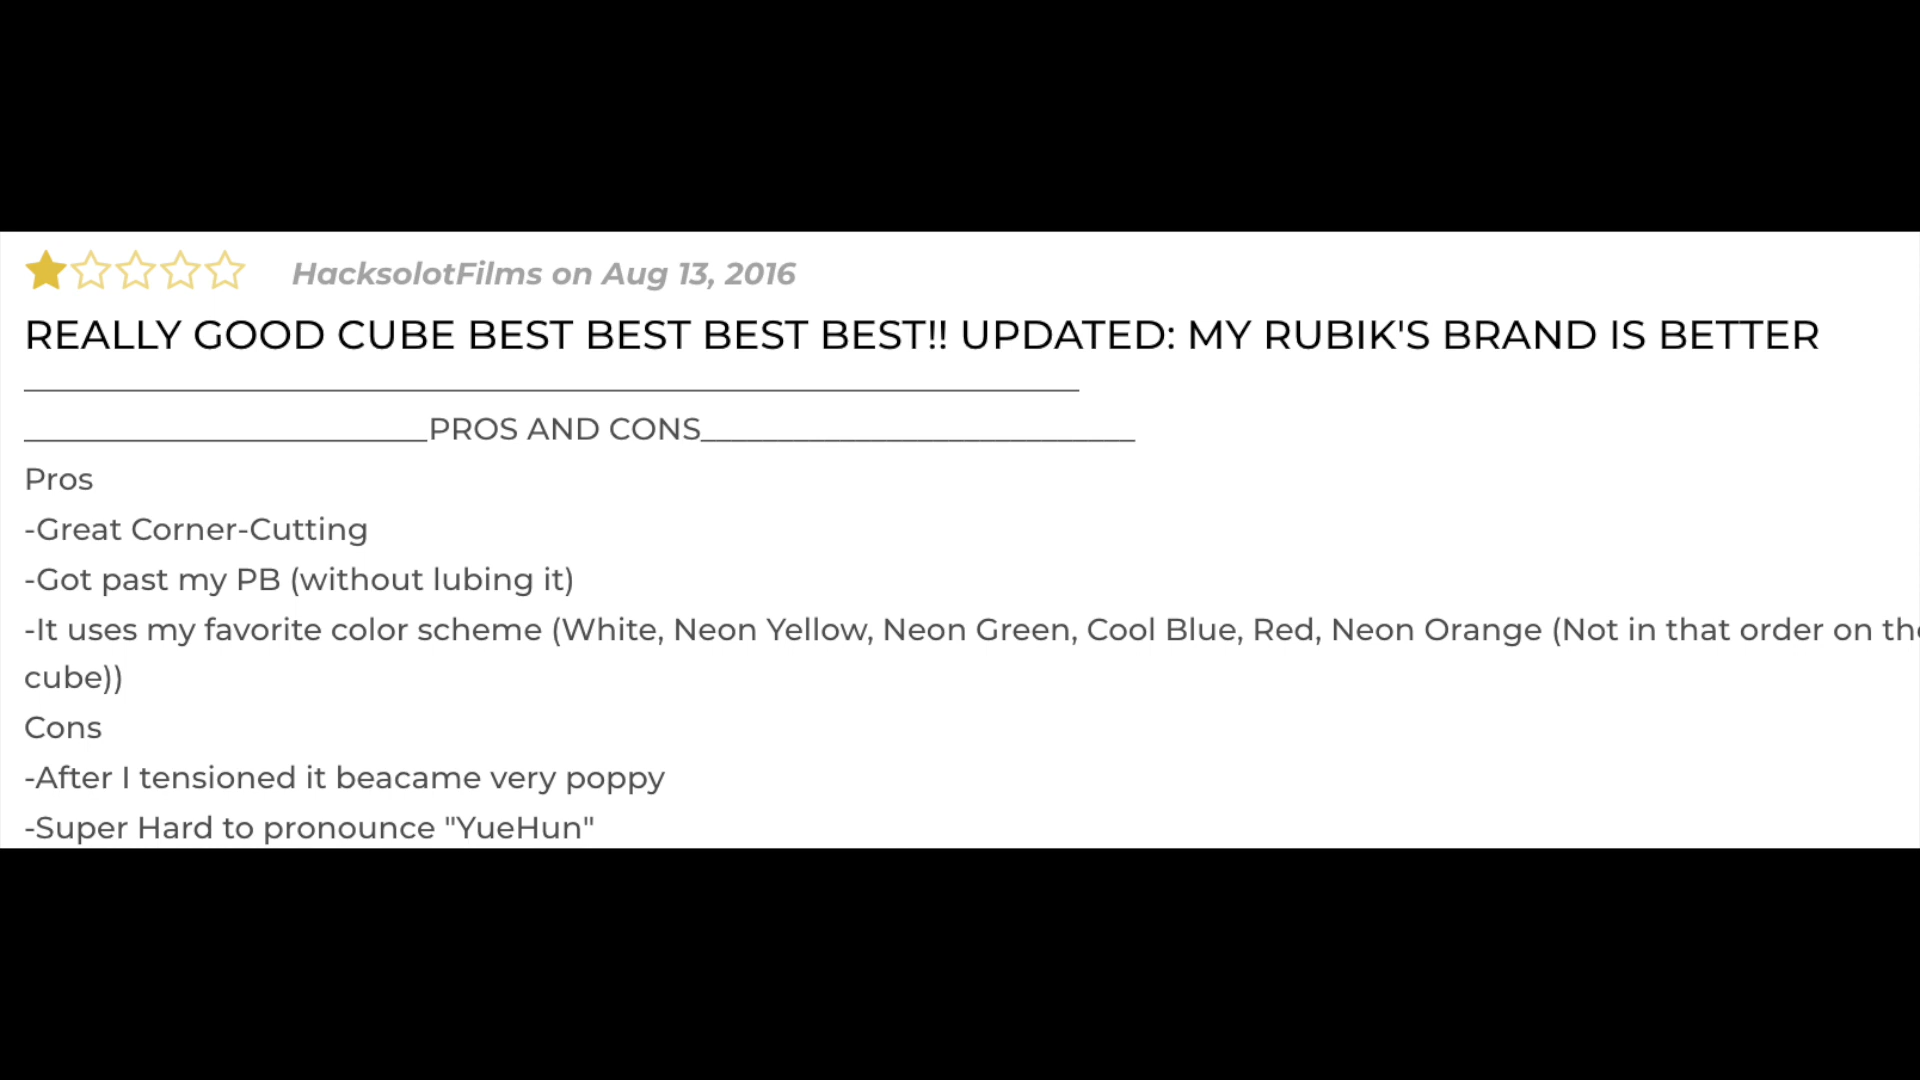 HacksolotFilms on Aug 13, 2016
REALLY GOOD CUBE BEST BEST BEST BEST!! UPDATED: MY RUBIK'S BRAND IS BETTER
__________________________________________________________________
_________________________PROS AND CONS___________________________
Pros
-Great Corner-Cutting
-Got past my PB (without lubing it)
-It uses my favorite color scheme (White, Neon Yellow, Neon Green, Cool Blue, Red, Neon Orange (Not in that order on
cube))
Cons
-After I tensioned it beacame very poppy
-Super Hard to pronounce "YueHun"